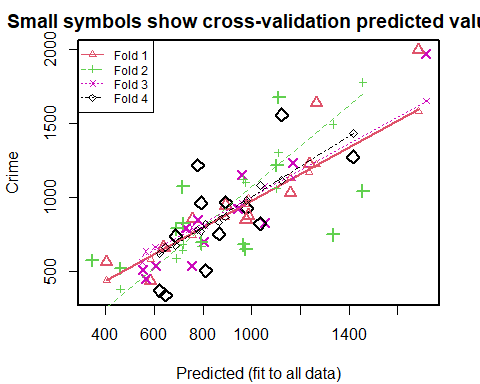 Small symbols show cross-validation predicted valu
Fold 1
Fold 2
Fold 3
Fold 4
2000
1500
1000
500
Crime
400 600 800 1000 1400
Predicted (fit to all data)